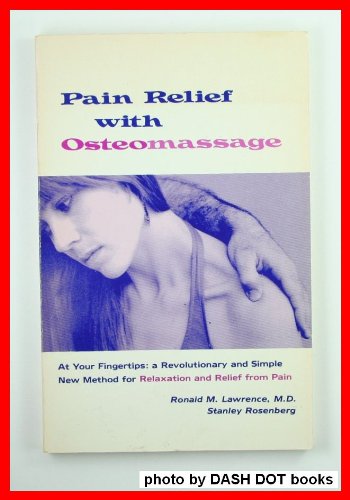 Pain Relief
with
Osteomassage
At Your Fingertips: a Revolutionary and Simple
New Method for Relaxation and Relief from Pain
Ronald M. Lawrence, M.D.
Stanley Rosenberg
photo by DASH DOT books